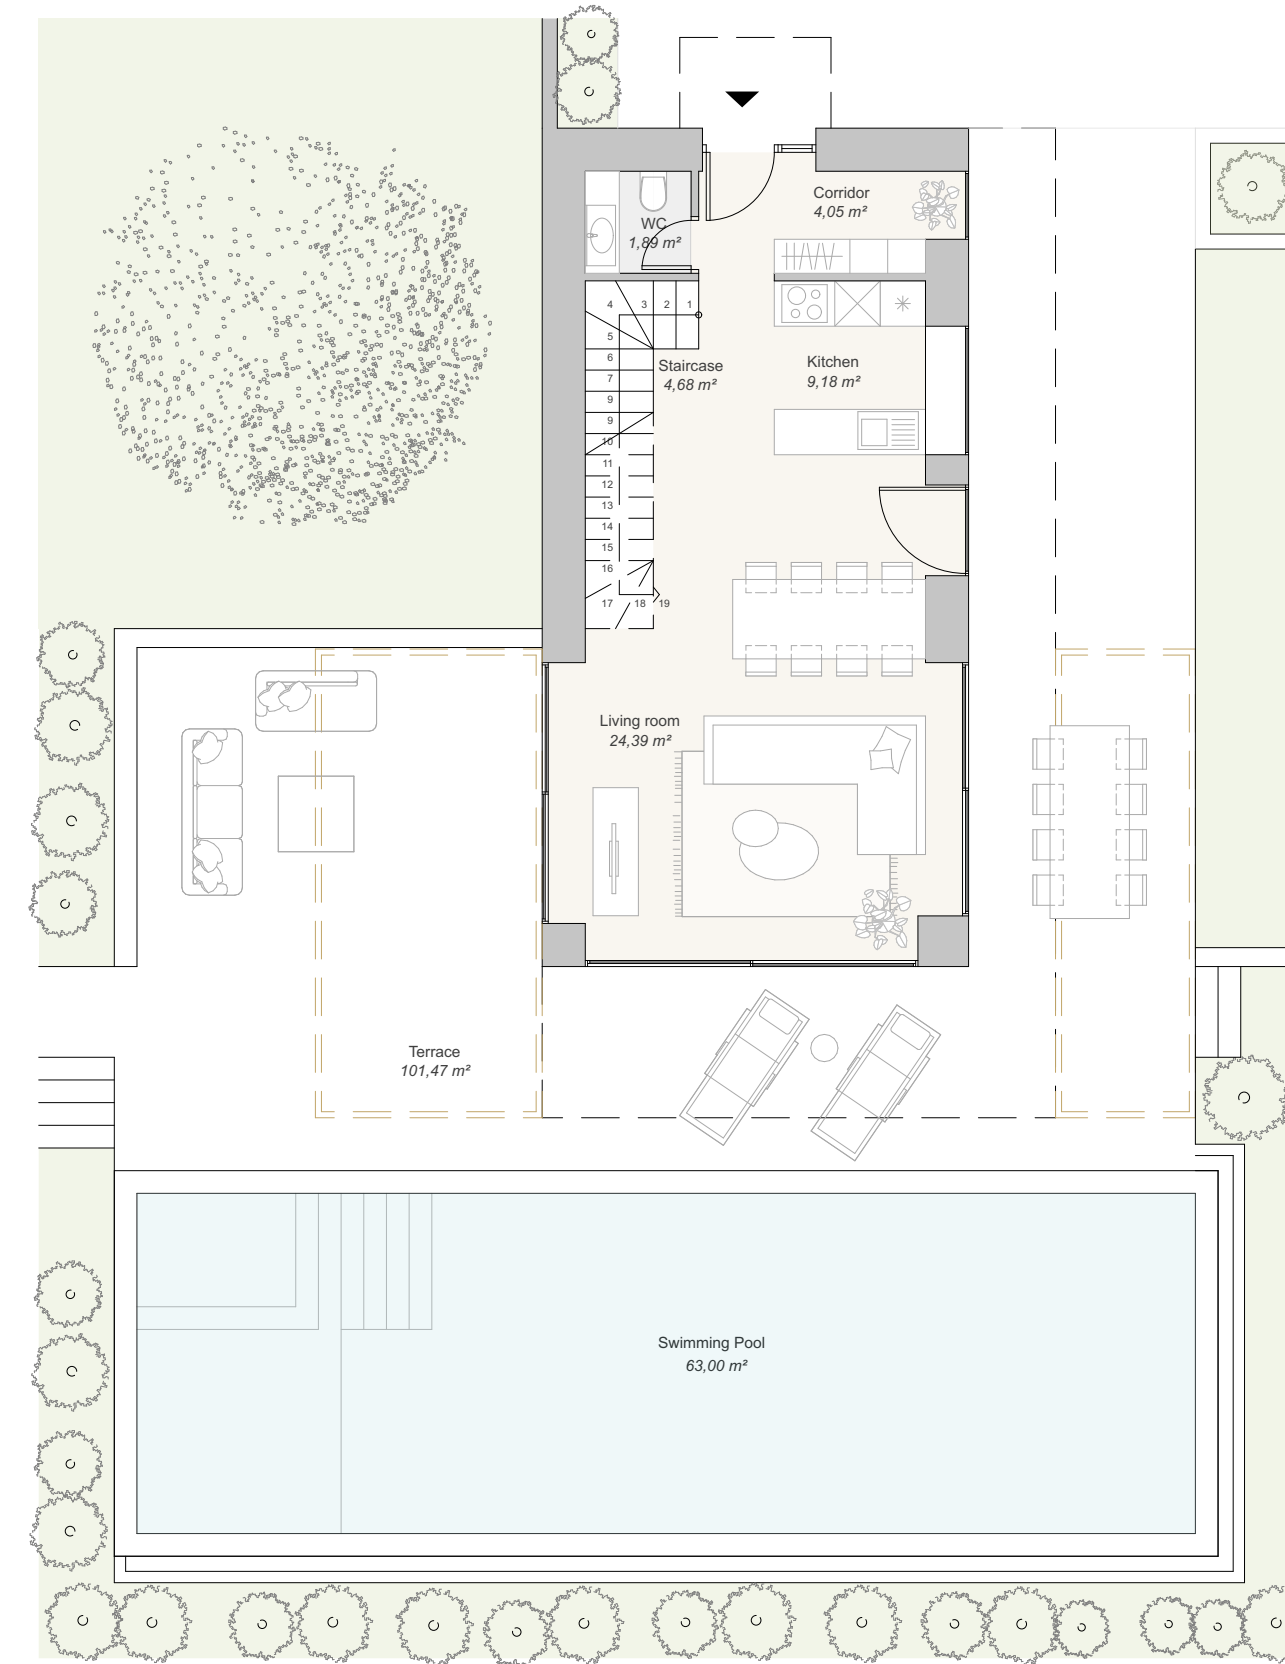 Corridor
4,05 m²
WC
1,89 m²
4 3 2 1
5
6
7
9
9
10
11
12
13
14
15
16
17 18 19
Staircase
4,68 m²
Kitchen
9,18 m²
Living room
24,39 m²
Terrace
101,47 m²
Swimming Pool
63,00 m²